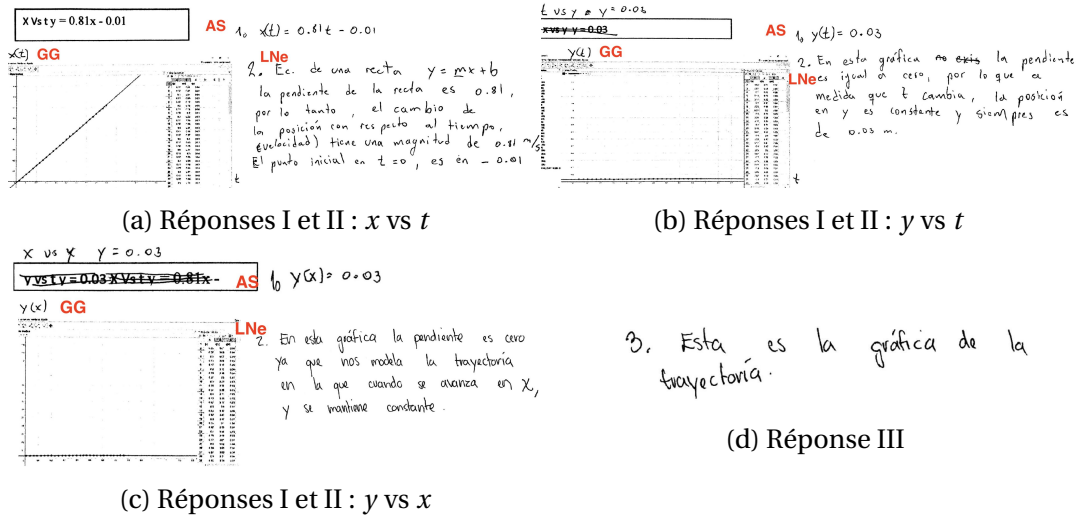 X Vs t y = 0.81x - 0.01
AS 1. x(t) = 0.81t - 0.01
x(t) GG
LNe
2. Ec. de una recta y = mx + b
la pendiente de la recta es 0.81,
por lo tanto, el cambio de
la posición con respecto al tiempo,
(velocidad) tiene una magnitud de 0.81 m/s
El punto inicial en t=0, es en -0.01
t
(a) Réponses I et II : x vs t
t vs y y = 0.03
x vs y y = 0.03
AS 1. y(t) = 0.03
y(t) GG
LNe
2. En esta gráfica no exis la pendiente
es igual a cero, por lo que a
medida que t cambia, la posición
en y es constante y siempres es
de 0.03 m.
t
(b) Réponses I et II : y vs t
X vs y y = 0.03
y vs t y = 0.03 X Vs t y = 0.81x -
AS 1. y(x) = 0.03
y(x) GG
LNe
2. En esta gráfica la pendiente es cero
ya que nos modela la trayectoria
en la que cuando se avanza en X,
y se mantiene constante.
(c) Réponses I et II : y vs x
3. Esta es la gráfica de la
trayectoria.
(d) Réponse III